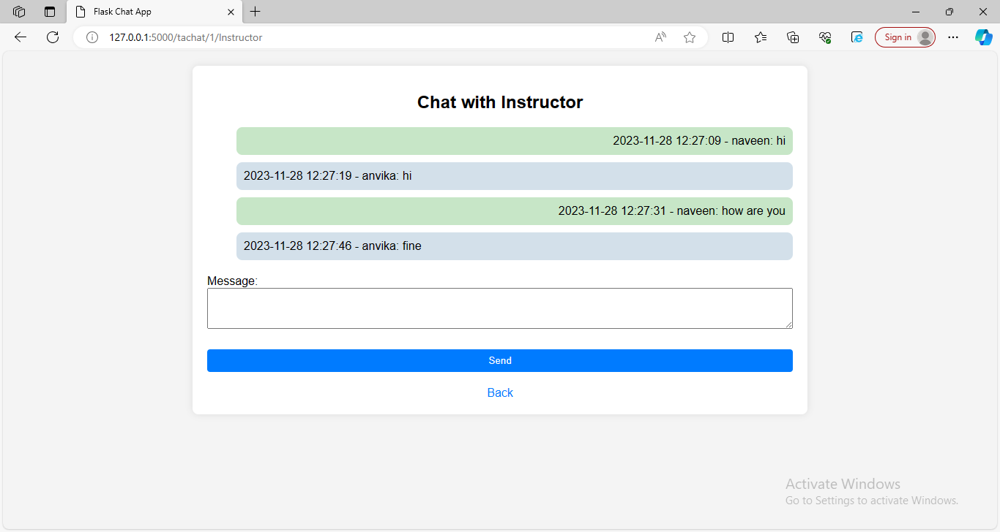 Flask Chat App
127.0.0.1:5000/tachat/1/Instructor
Sign in
Chat with Instructor
2023-11-28 12:27:09 - naveen: hi
2023-11-28 12:27:19 - anvika: hi
2023-11-28 12:27:31 - naveen: how are you
2023-11-28 12:27:46 - anvika: fine
Message:
Send
Back
Activate Windows
Go to Settings to activate Windows.